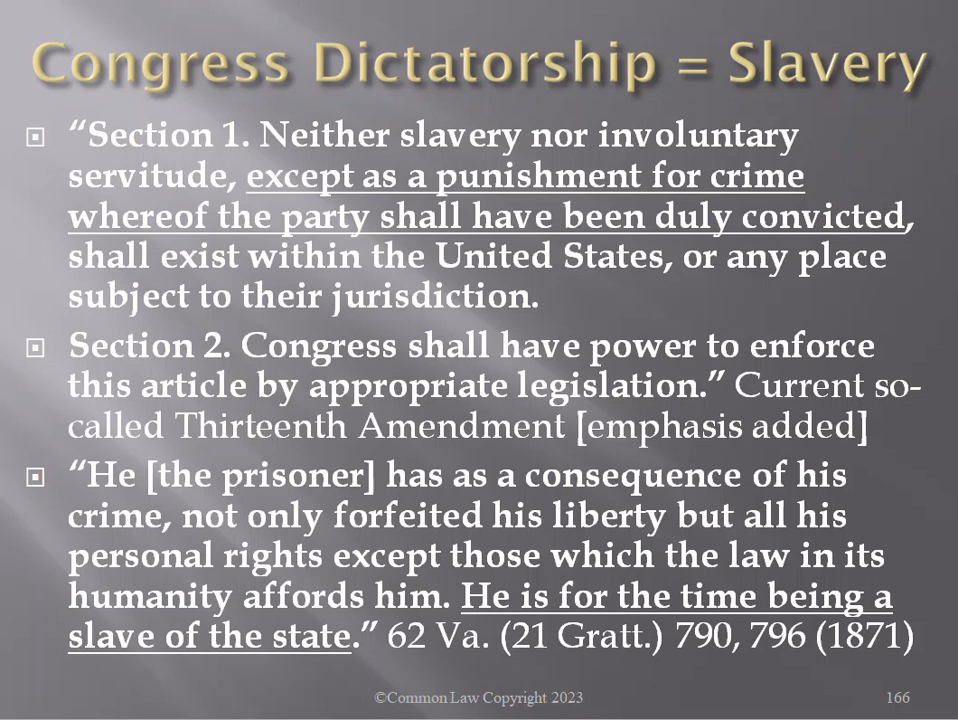 Congress Dictatorship = Slavery
“Section 1. Neither slavery nor involuntary
servitude, except as a punishment for crime
whereof the party shall have been duly convicted,
shall exist within the United States, or any place
subject to their jurisdiction.
Section 2. Congress shall have power to enforce
this article by appropriate legislation.” Current so-
called Thirteenth Amendment [emphasis added]
“He [the prisoner] has as a consequence of his
crime, not only forfeited his liberty but all his
personal rights except those which the law in its
humanity affords him. He is for the time being a
slave of the state.” 62 Va. (21 Gratt.) 790, 796 (1871)
©Common Law Copyright 2023
166